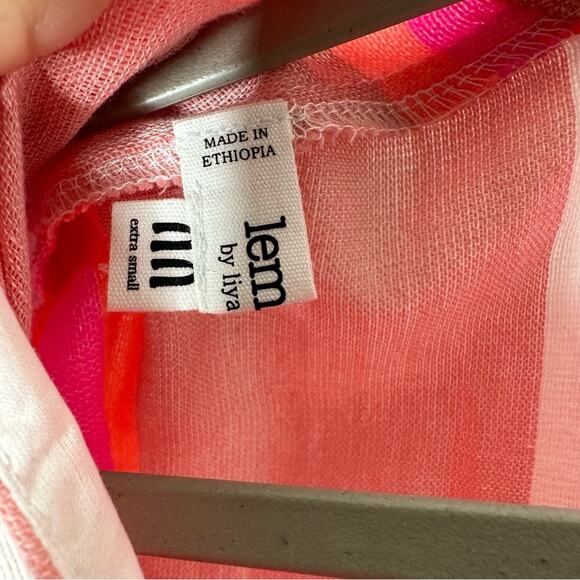 MADE IN
ETHIOPIA
lem
by liya
extra small